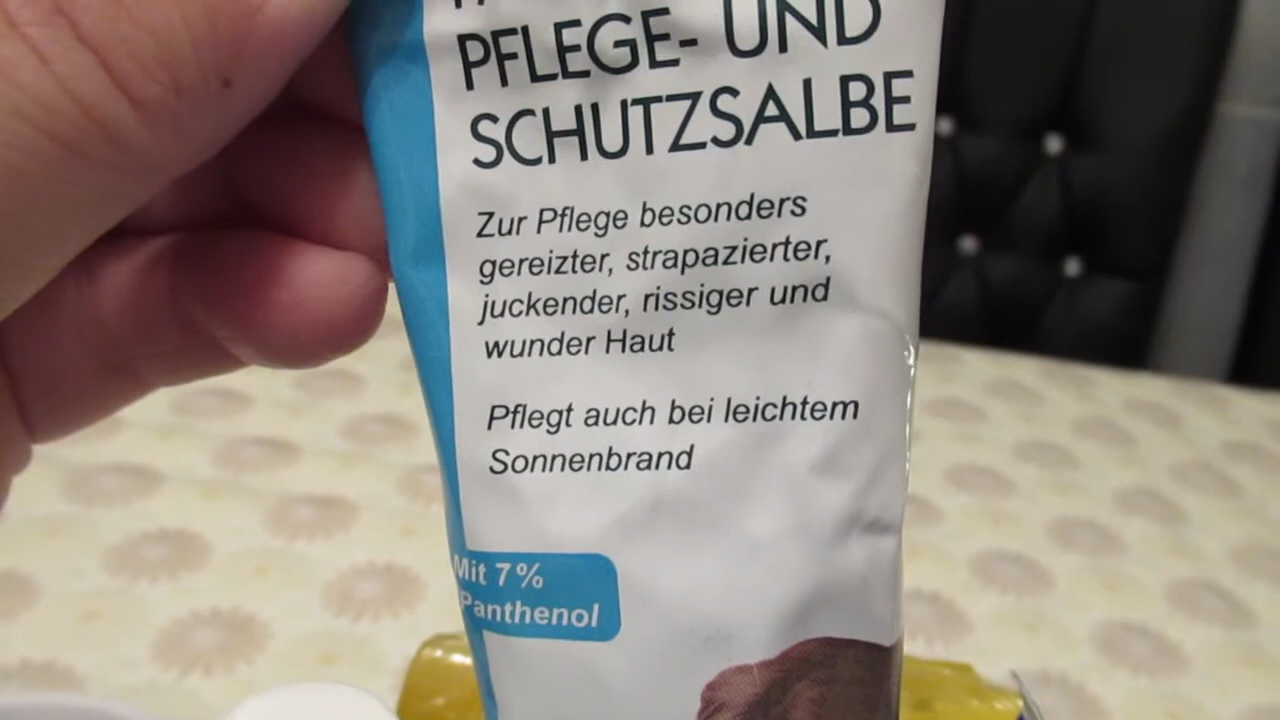 PFLEGE- UND
SCHUTZSALBE
Zur Pflege besonders
gereizter, strapazierter,
juckender, rissiger und
wunder Haut
Pflegt auch bei leichtem
Sonnenbrand
Mit 7%
Panthenol